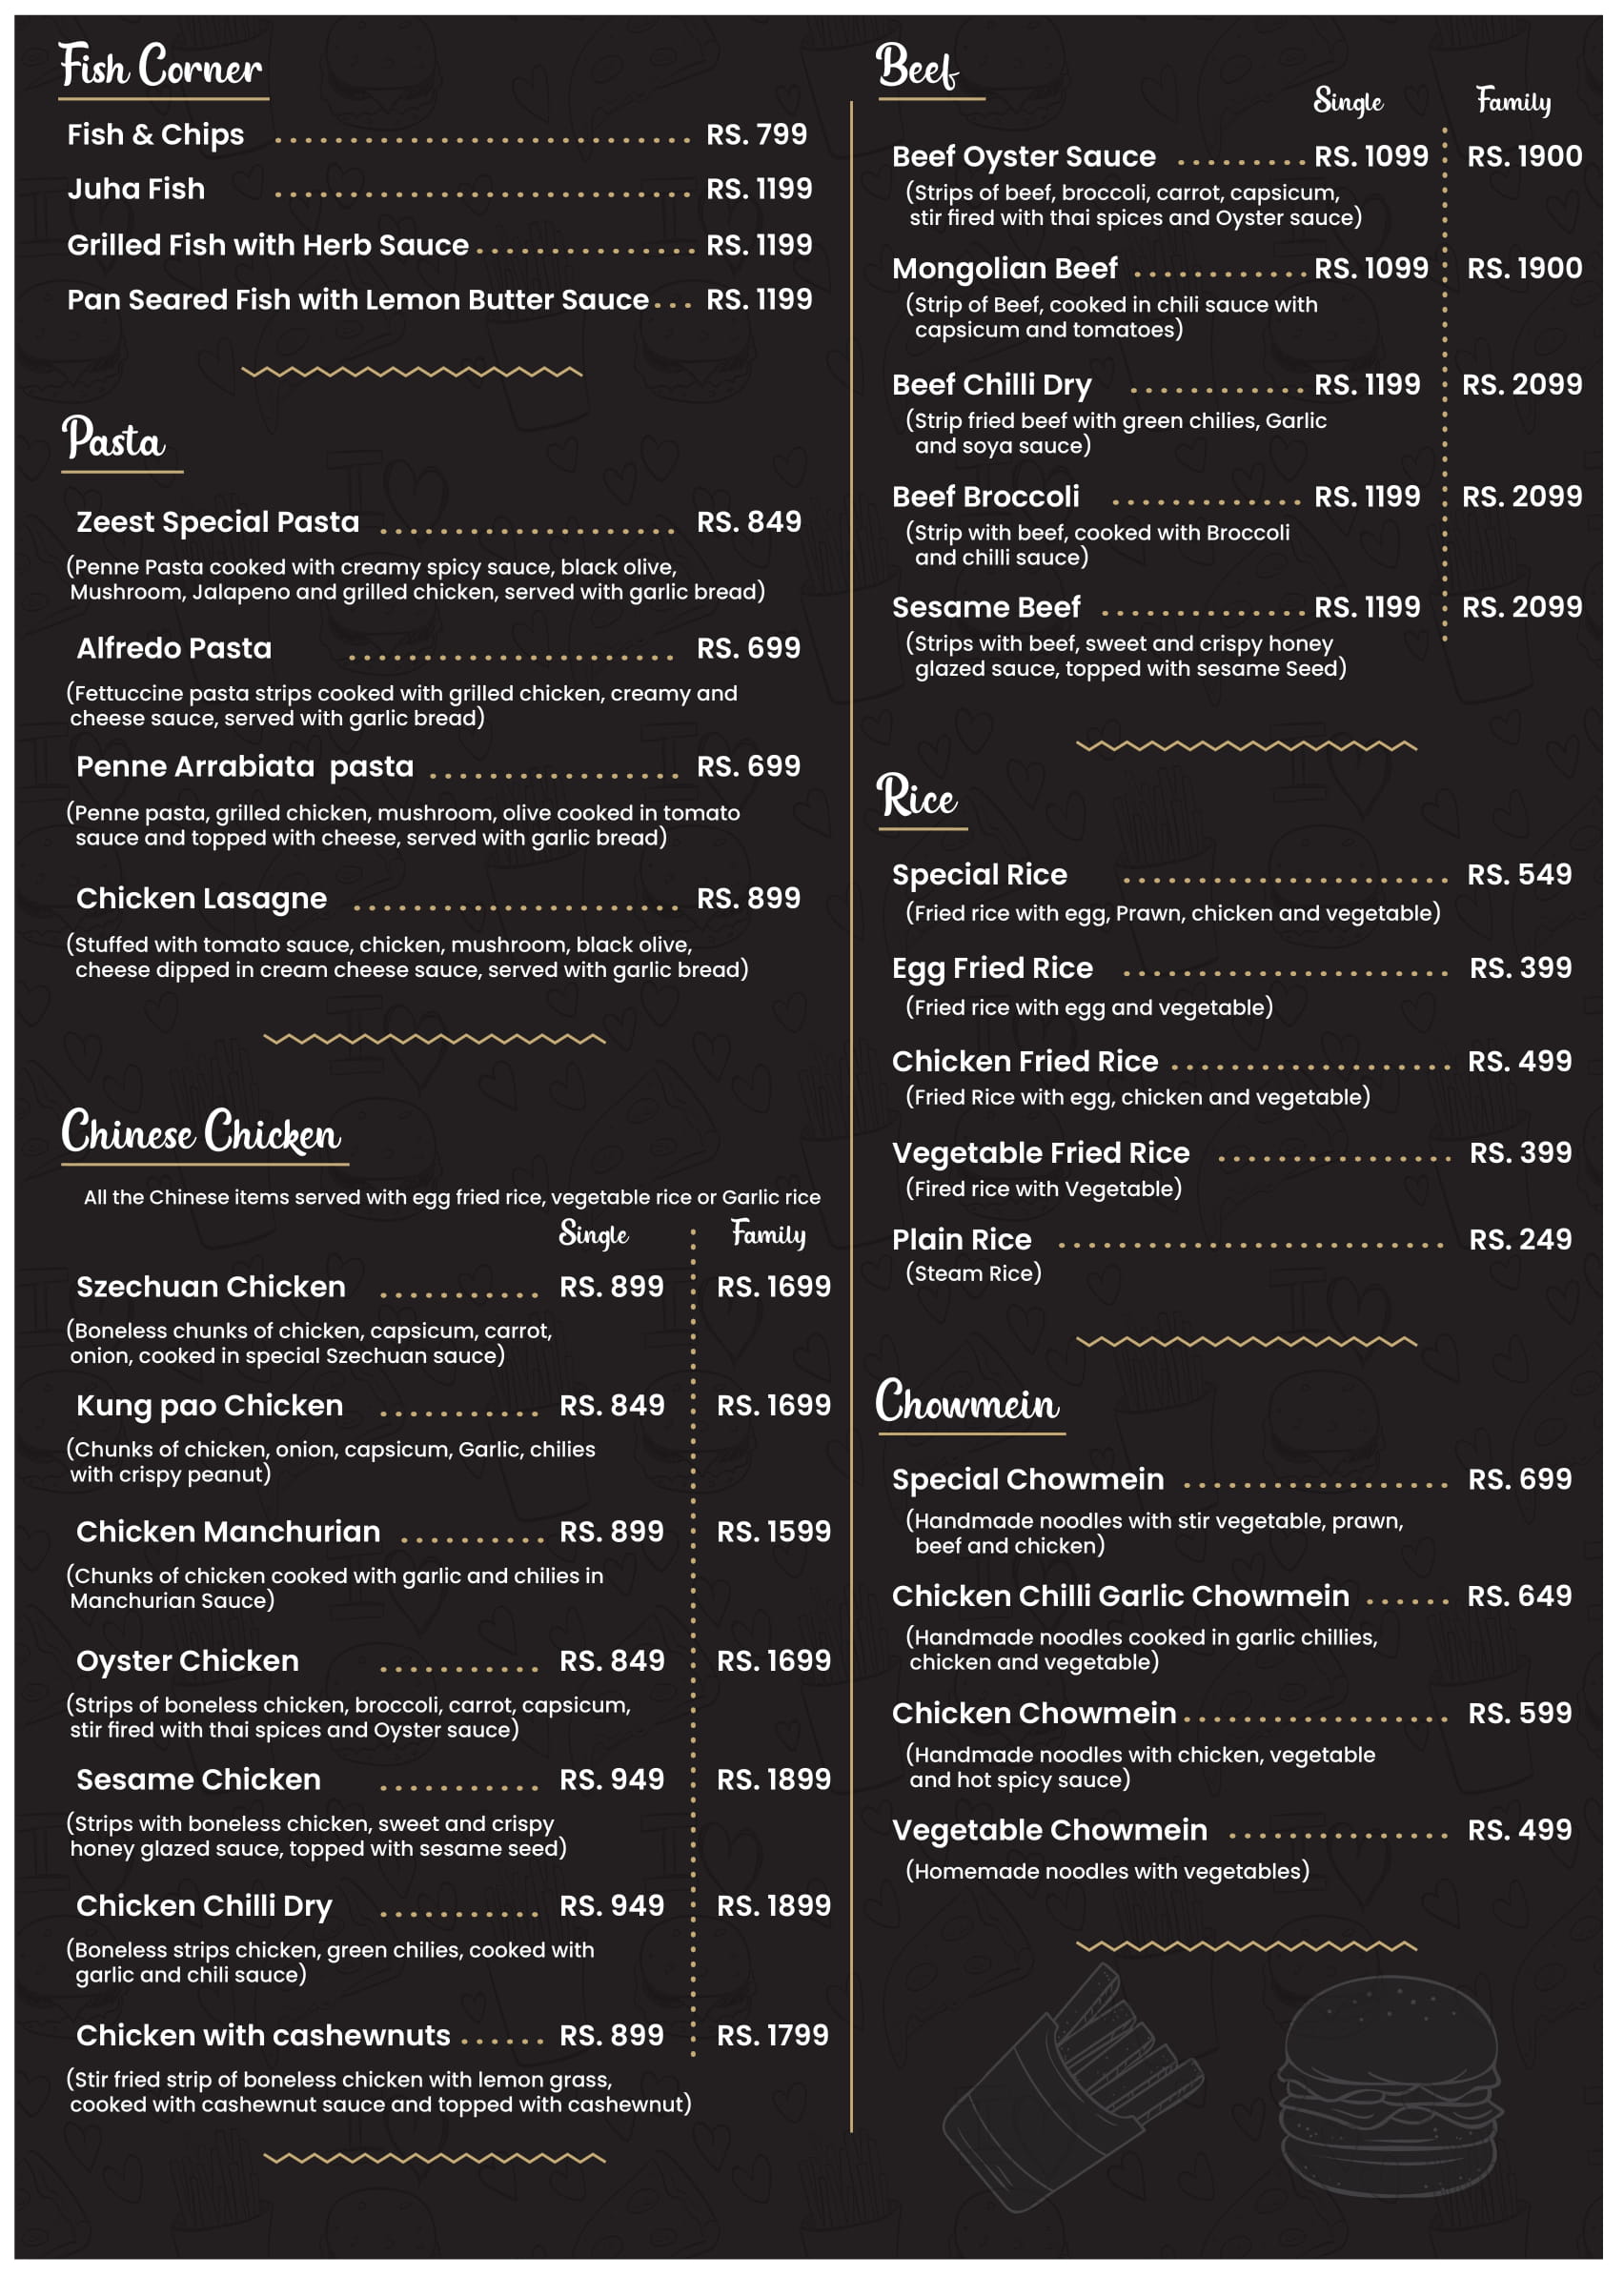 Fish Corner
Fish & Chips ............................ RS. 799
Juha Fish ............................ RS. 1199
Grilled Fish with Herb Sauce ............... RS. 1199
Pan Seared Fish with Lemon Butter Sauce... RS. 1199
Pasta
Zeest Special Pasta .................... RS. 849
(Penne Pasta cooked with creamy spicy sauce, black olive,
Mushroom, Jalapeno and grilled chicken, served with garlic bread)
Alfredo Pasta ...................... RS. 699
(Fettuccine pasta strips cooked with grilled chicken, creamy and
cheese sauce, served with garlic bread)
Penne Arrabiata pasta ................. RS. 699
(Penne pasta, grilled chicken, mushroom, olive cooked in tomato
sauce and topped with cheese, served with garlic bread)
Chicken Lasagne ...................... RS. 899
(Stuffed with tomato sauce, chicken, mushroom, black olive,
cheese dipped in cream cheese sauce, served with garlic bread)
Chinese Chicken
All the Chinese items served with egg fried rice, vegetable rice or Garlic rice
Single Family
Szechuan Chicken ........... RS. 899 RS. 1699
(Boneless chunks of chicken, capsicum, carrot,
onion, cooked in special Szechuan sauce)
Kung pao Chicken ........... RS. 849 RS. 1699
(Chunks of chicken, onion, capsicum, Garlic, chilies
with crispy peanut)
Chicken Manchurian .......... RS. 899 RS. 1599
(Chunks of chicken cooked with garlic and chilies in
Manchurian Sauce)
Oyster Chicken ........... RS. 849 RS. 1699
(Strips of boneless chicken, broccoli, carrot, capsicum,
stir fired with thai spices and Oyster sauce)
Sesame Chicken ........... RS. 949 RS. 1899
(Strips with boneless chicken, sweet and crispy
honey glazed sauce, topped with sesame seed)
Chicken Chilli Dry ........... RS. 949 RS. 1899
(Boneless strips chicken, green chilies, cooked with
garlic and chili sauce)
Chicken with cashewnuts ...... RS. 899 RS. 1799
(Stir fried strip of boneless chicken with lemon grass,
cooked with cashewnut sauce and topped with cashewnut)
Beef
Single Family
Beef Oyster Sauce ......... RS. 1099 RS. 1900
(Strips of beef, broccoli, carrot, capsicum,
stir fired with thai spices and Oyster sauce)
Mongolian Beef ............ RS. 1099 RS. 1900
(Strip of Beef, cooked in chili sauce with
capsicum and tomatoes)
Beef Chilli Dry ............ RS. 1199 RS. 2099
(Strip fried beef with green chilies, Garlic
and soya sauce)
Beef Broccoli ............. RS. 1199 RS. 2099
(Strip with beef, cooked with Broccoli
and chilli sauce)
Sesame Beef .............. RS. 1199 RS. 2099
(Strips with beef, sweet and crispy honey
glazed sauce, topped with sesame Seed)
Rice
Special Rice ...................... RS. 549
(Fried rice with egg, Prawn, chicken and vegetable)
Egg Fried Rice ...................... RS. 399
(Fried rice with egg and vegetable)
Chicken Fried Rice ................... RS. 499
(Fried Rice with egg, chicken and vegetable)
Vegetable Fried Rice ................ RS. 399
(Fired rice with Vegetable)
Plain Rice .......................... RS. 249
(Steam Rice)
Chowmein
Special Chowmein .................. RS. 699
(Handmade noodles with stir vegetable, prawn,
beef and chicken)
Chicken Chilli Garlic Chowmein ...... RS. 649
(Handmade noodles cooked in garlic chillies,
chicken and vegetable)
Chicken Chowmein .................. RS. 599
(Handmade noodles with chicken, vegetable
and hot spicy sauce)
Vegetable Chowmein ............... RS. 499
(Homemade noodles with vegetables)